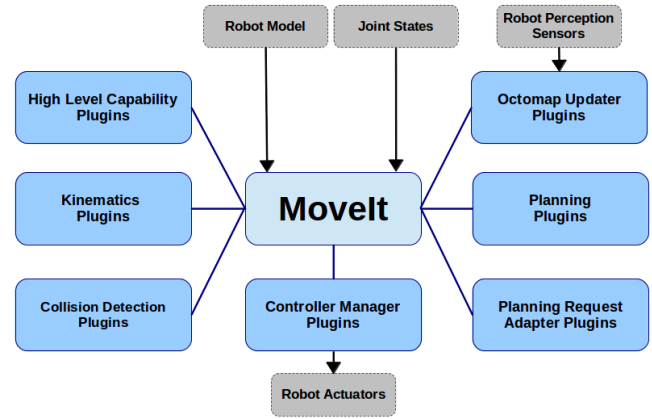 Robot Model
Joint States
Robot Perception
Sensors
High Level Capability
Plugins
Octomap Updater
Plugins
Kinematics
Plugins
MoveIt
Planning
Plugins
Collision Detection
Plugins
Controller Manager
Plugins
Planning Request
Adapter Plugins
Robot Actuators